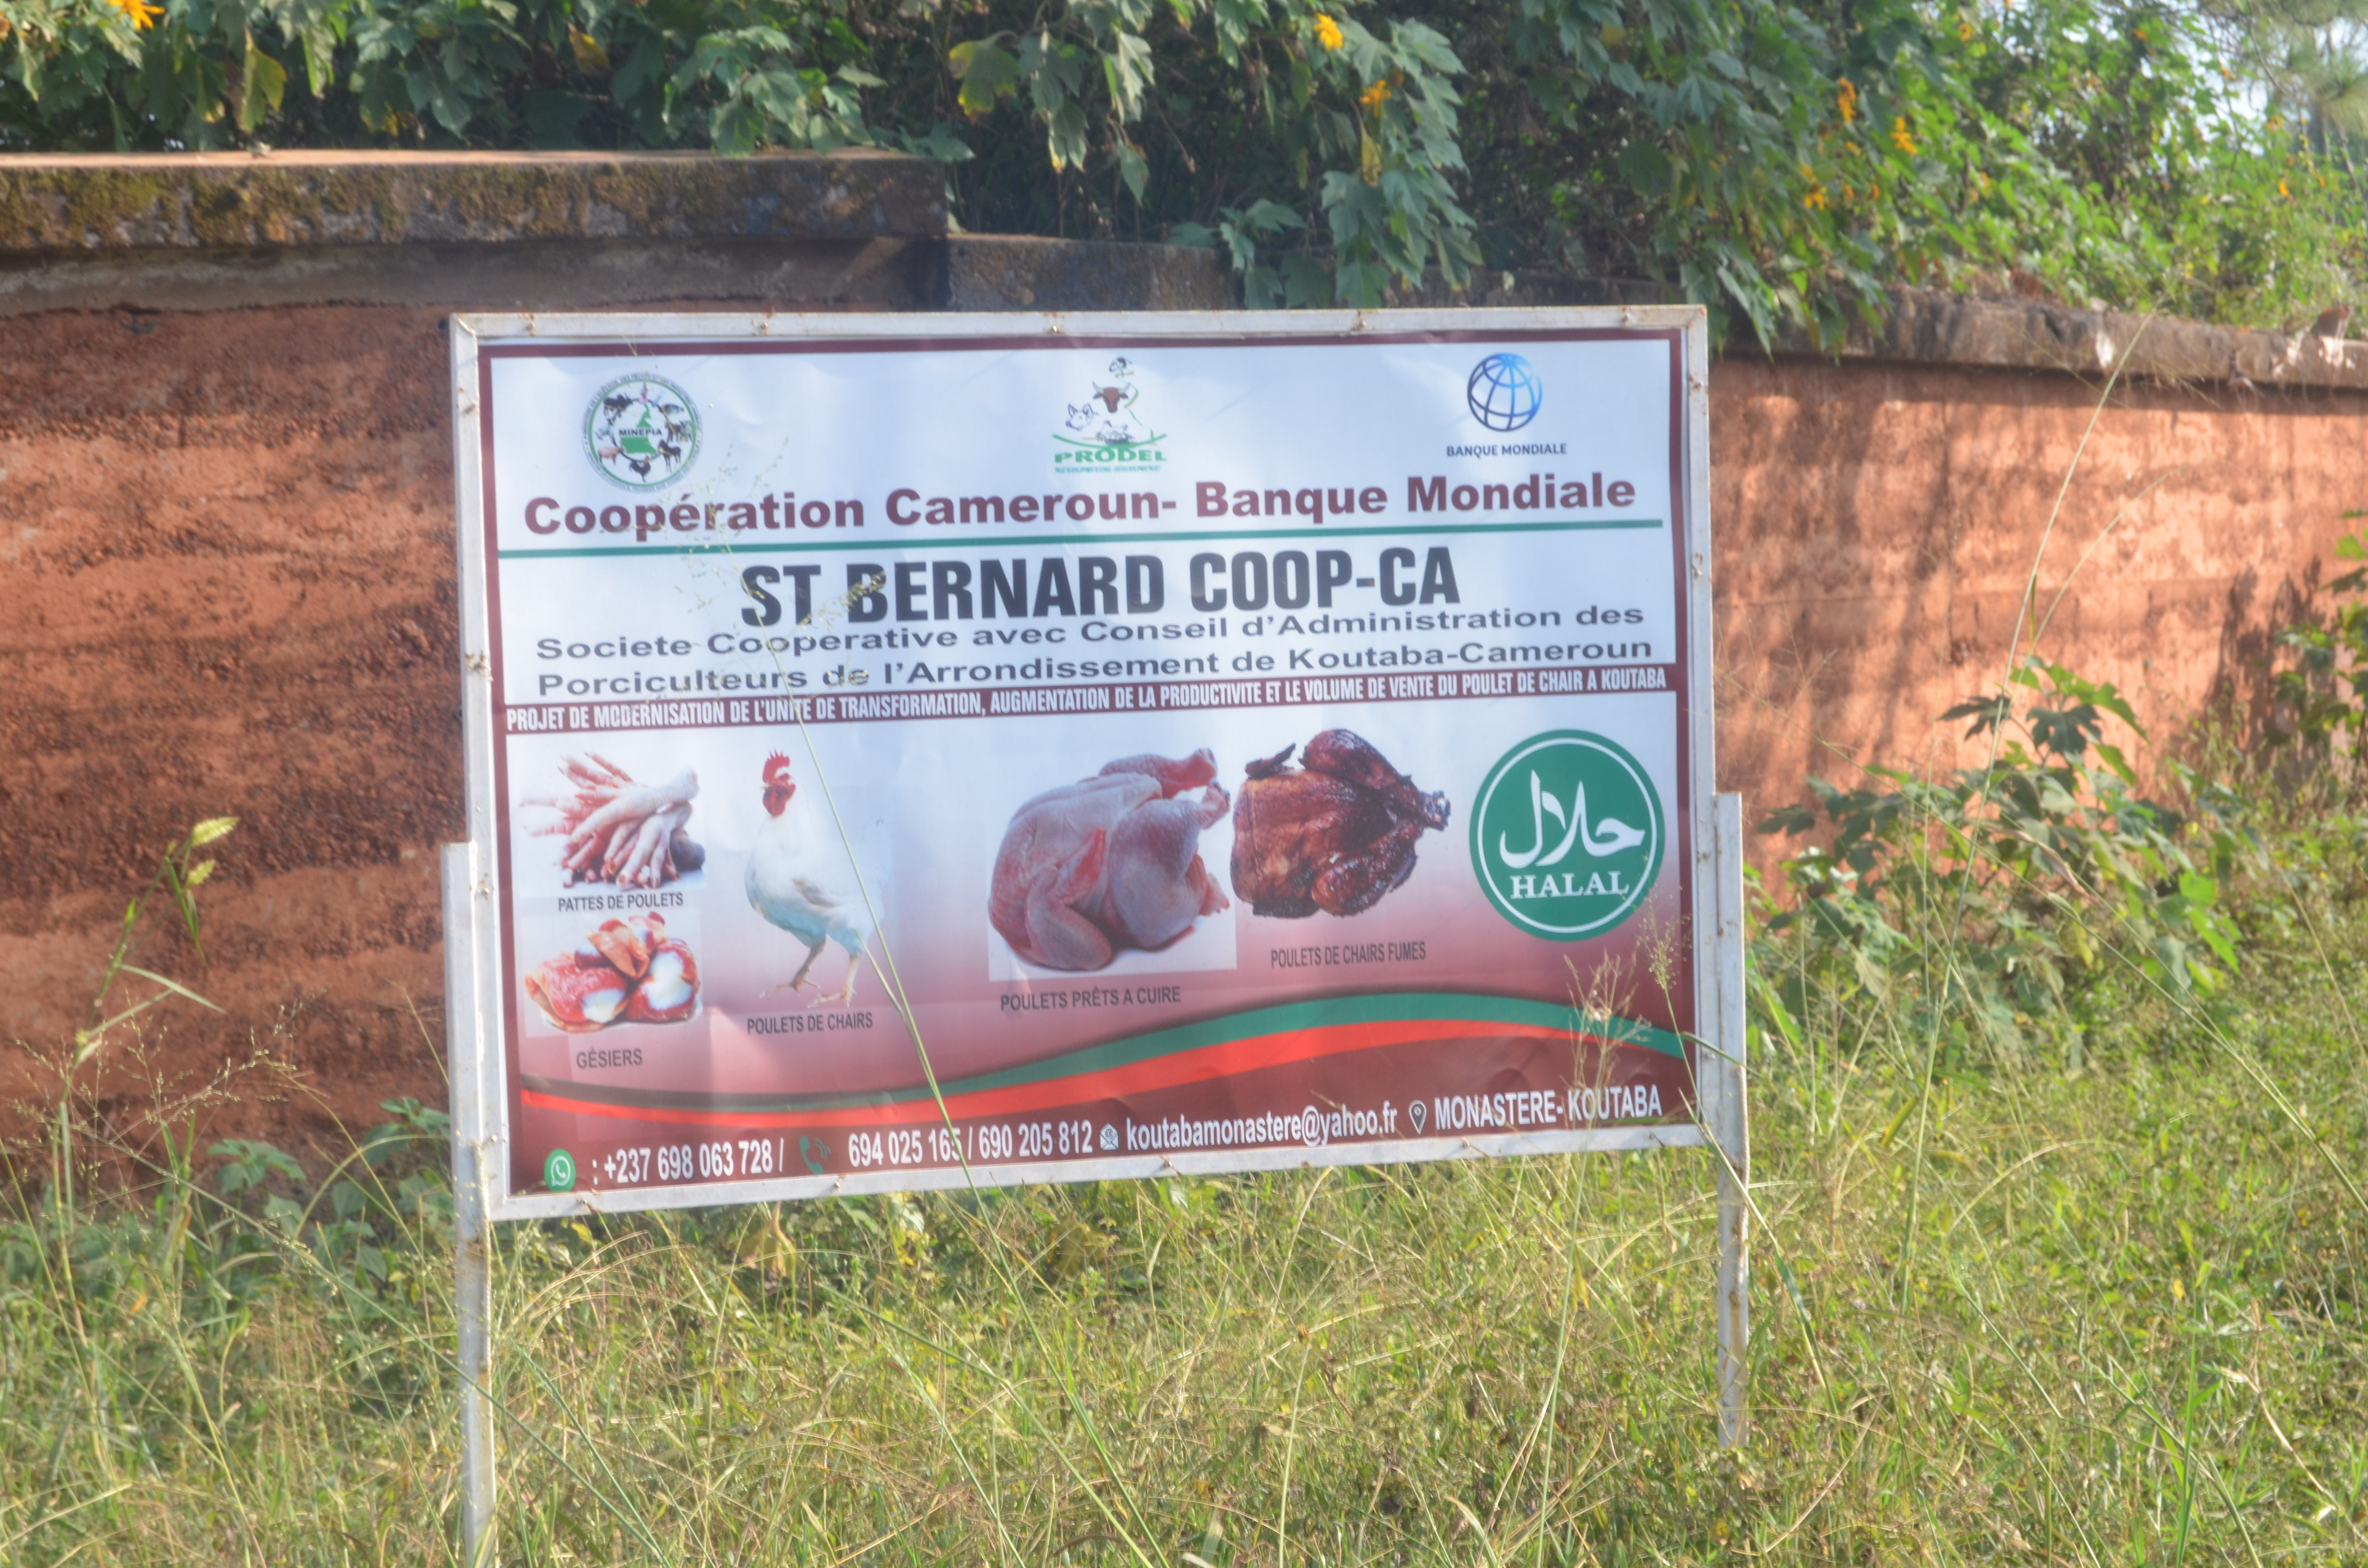 MINEPIA
PRODEL
BANQUE MONDIALE
Coopération Cameroun- Banque Mondiale
ST BERNARD COOP-CA
Societe Cooperative avec Conseil d'Administration des
Porciculteurs de l'Arrondissement de Koutaba-Cameroun
PROJET DE MODERNISATION DE L'UNITE DE TRANSFORMATION, AUGMENTATION DE LA PRODUCTIVITE ET LE VOLUME DE VENTE DU POULET DE CHAIR A KOUTABA
PATTES DE POULETS
GÉSIERS
POULETS DE CHAIRS
POULETS PRÊTS A CUIRE
POULETS DE CHAIRS FUMES
حلال
HALAL
: +237 698 063 728 / 694 025 165 / 690 205 812 koutabamonastere@yahoo.fr MONASTERE- KOUTABA